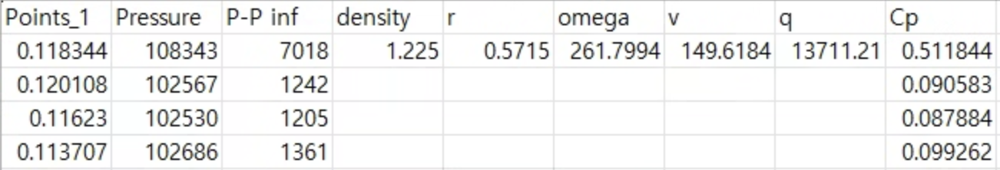 Points_1 Pressure P-P inf density r omega v q Cp
0.118344 108343 7018 1.225 0.5715 261.7994 149.6184 13711.21 0.511844
0.120108 102567 1242 0.090583
0.11623 102530 1205 0.087884
0.113707 102686 1361 0.099262